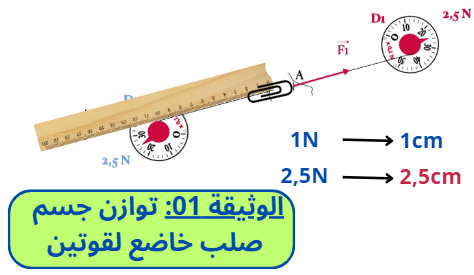 D1
2,5 N
F1
A
2,5 N
1N → 1cm
2,5N → 2,5cm
الوثيقة 01: توازن جسم
صلب خاضع لقوتين